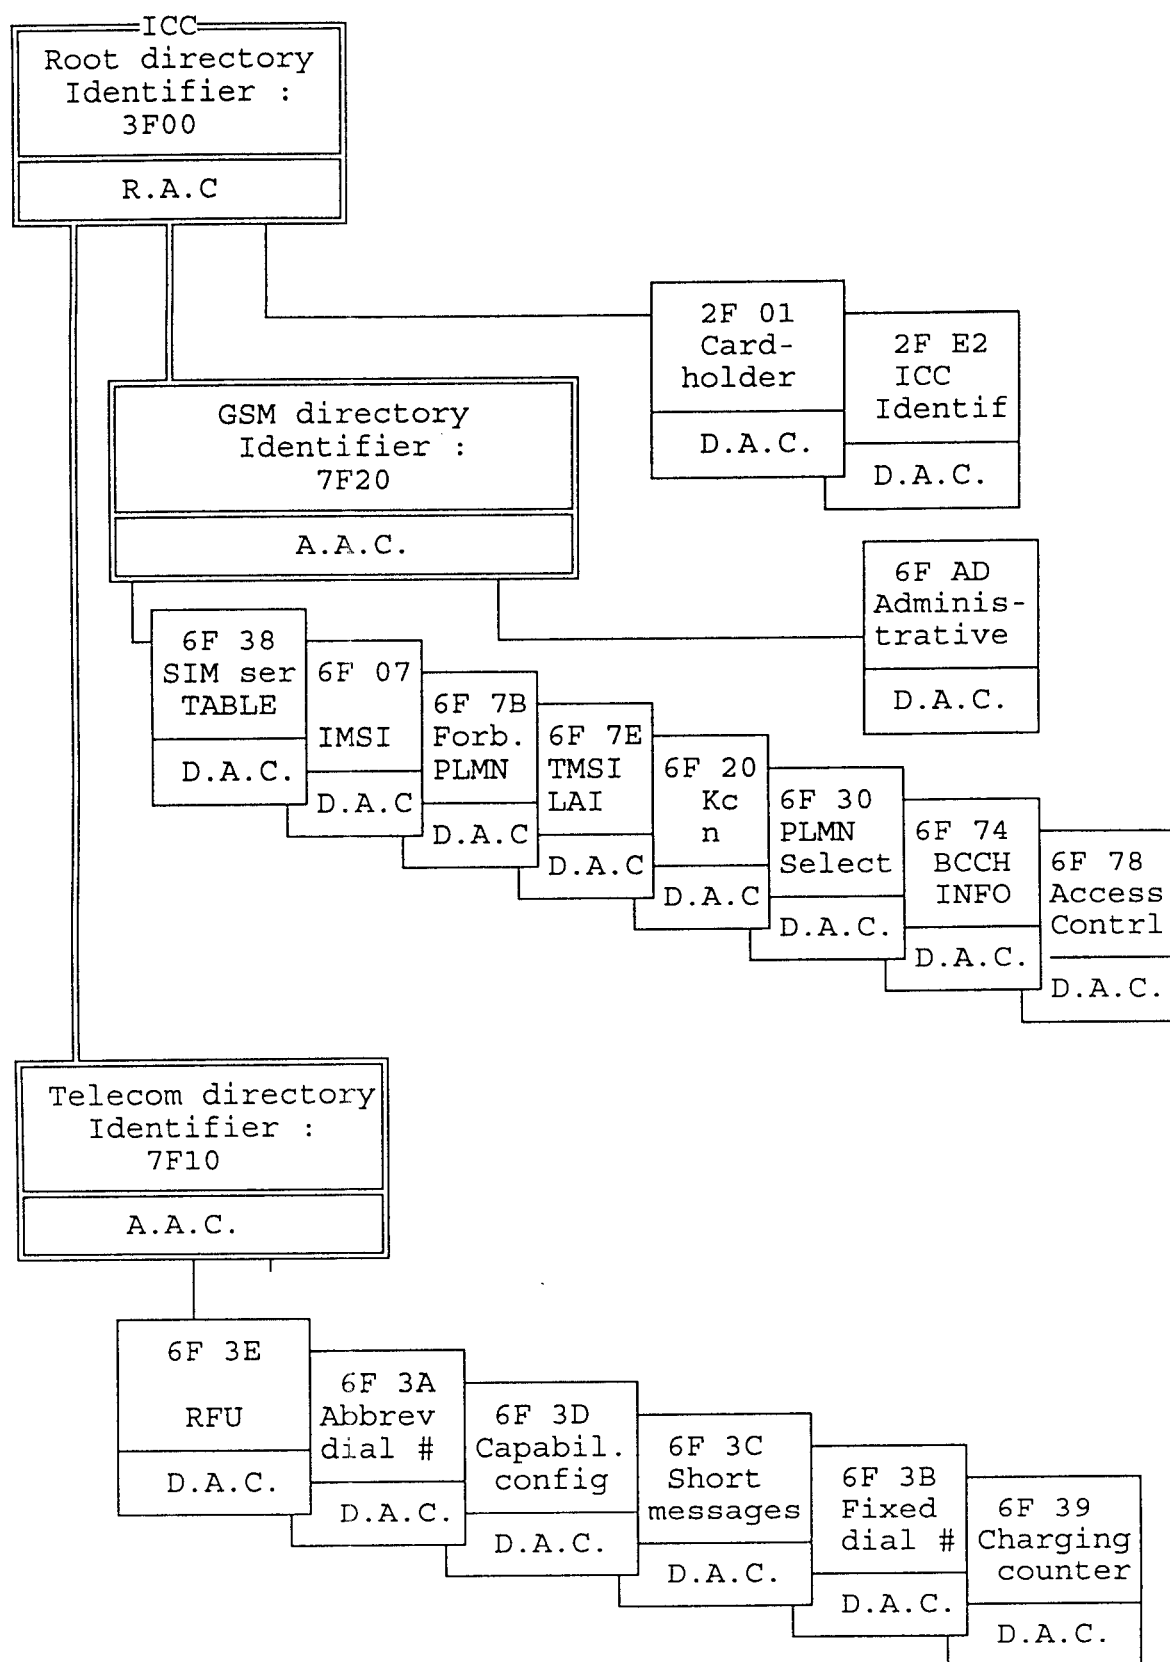 ICC
Root directory
Identifier :
3F00
R.A.C
2F 01
Card-
holder
D.A.C.
2F E2
ICC
Identif
D.A.C.
GSM directory
Identifier :
7F20
A.A.C.
6F AD
Adminis-
trative
D.A.C.
6F 38
SIM ser
TABLE
D.A.C.
6F 07
IMSI
D.A.C
6F 7B
Forb.
PLMN
D.A.C
6F 7E
TMSI
LAI
D.A.C
6F 20
Kc
n
D.A.C
6F 30
PLMN
Select
D.A.C.
6F 74
BCCH
INFO
D.A.C.
6F 78
Access
Contrl
D.A.C.
Telecom directory
Identifier :
7F10
A.A.C.
6F 3E
RFU
D.A.C.
6F 3A
Abbrev
dial #
D.A.C.
6F 3D
Capabil.
config
D.A.C.
6F 3C
Short
messages
D.A.C.
6F 3B
Fixed
dial #
D.A.C.
6F 39
Charging
counter
D.A.C.